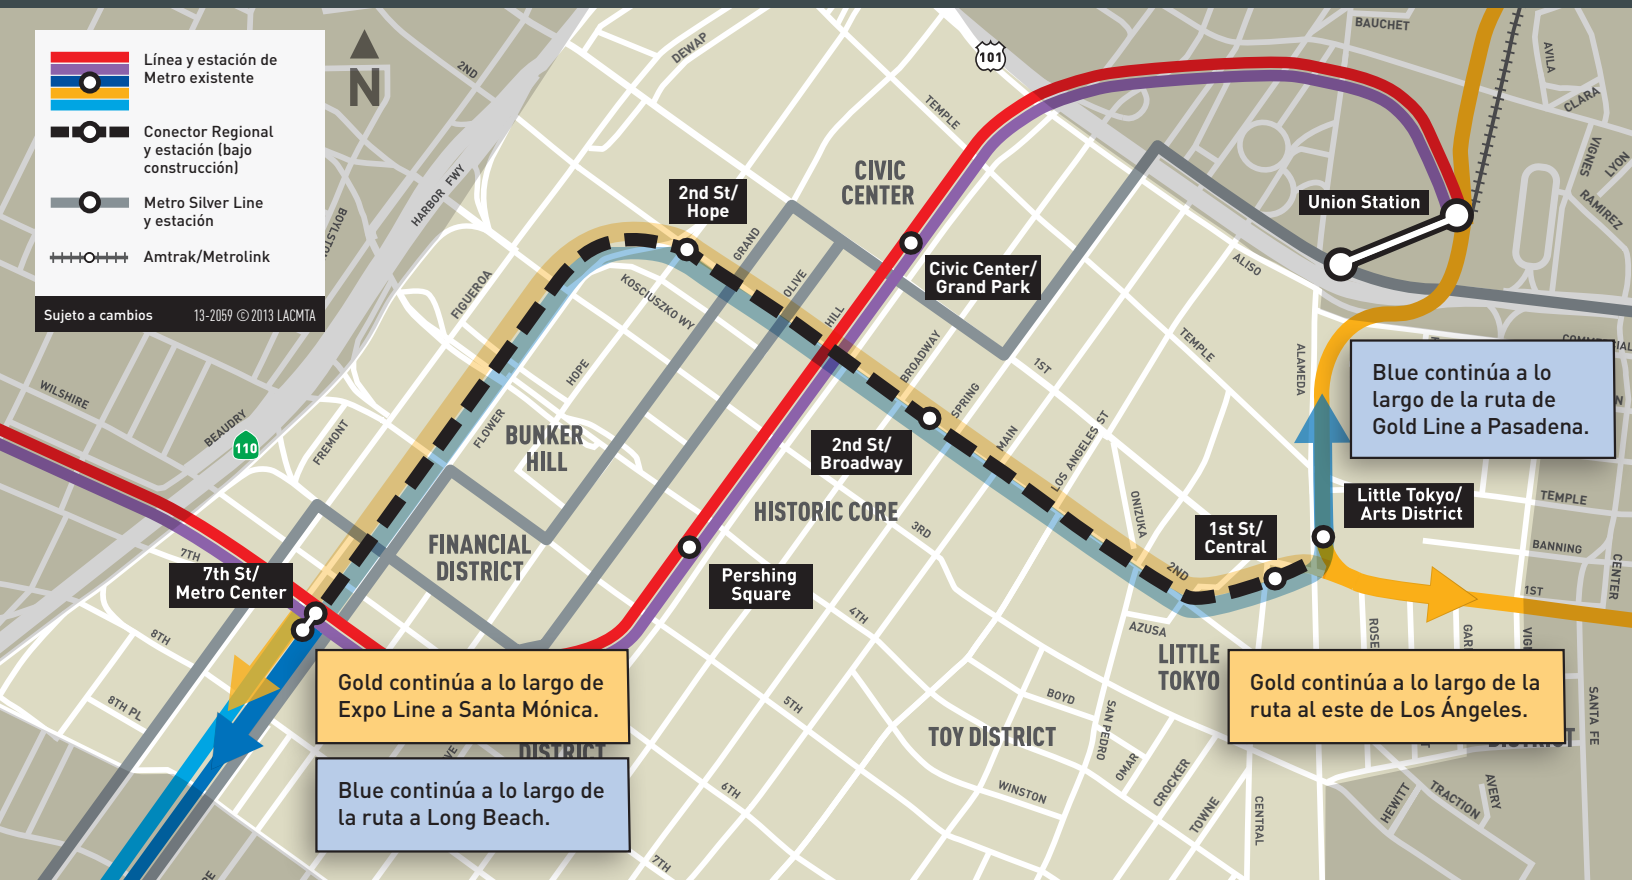 Línea y estación de
Metro existente
Conector Regional
y estación (bajo
construcción)
Metro Silver Line
y estación
Amtrak/Metrolink
Sujeto a cambios
13-2059 © 2013 LACMTA
N
2ND
DEWAP
101
BAUCHET
AVILA
CLARA
VIGNES
LYON
RAMIREZ
TEMPLE
CIVIC
CENTER
2nd St/
Hope
HARBOR FWY
Union Station
GRAND
OLIVE
HILL
Civic Center/
Grand Park
ALISO
FIGUEROA
KOSCIUSZKO WY
BROADWAY
1ST
TEMPLE
ALAMEDA
Blue continúa a lo
largo de la ruta de
Gold Line a Pasadena.
WILSHIRE
BEAUDRY
110
FREMONT
HOPE
FLOWER
BUNKER
HILL
SPRING
MAIN
LOS ANGELES ST
2nd St/
Broadway
HISTORIC CORE
3RD
ONIZUKA
Little Tokyo/
Arts District
TEMPLE
1st St/
Central
BANNING
CENTER
FINANCIAL
DISTRICT
7TH
7th St/
Metro Center
Pershing
Square
2ND
1ST
8TH
4TH
AZUSA
ROSE
LITTLE
TOKYO
Gold continúa a lo largo de
Expo Line a Santa Mónica.
Gold continúa a lo largo de la
ruta al este de Los Ángeles.
8TH PL
5TH
BOYD
SAN PEDRO
SANTA FE
TOY DISTRICT
DISTRICT
OMAR
CROCKER
Blue continúa a lo largo de
la ruta a Long Beach.
6TH
WINSTON
TOWNE
CENTRAL
HEWITT
TRACTION
AVERY
7TH